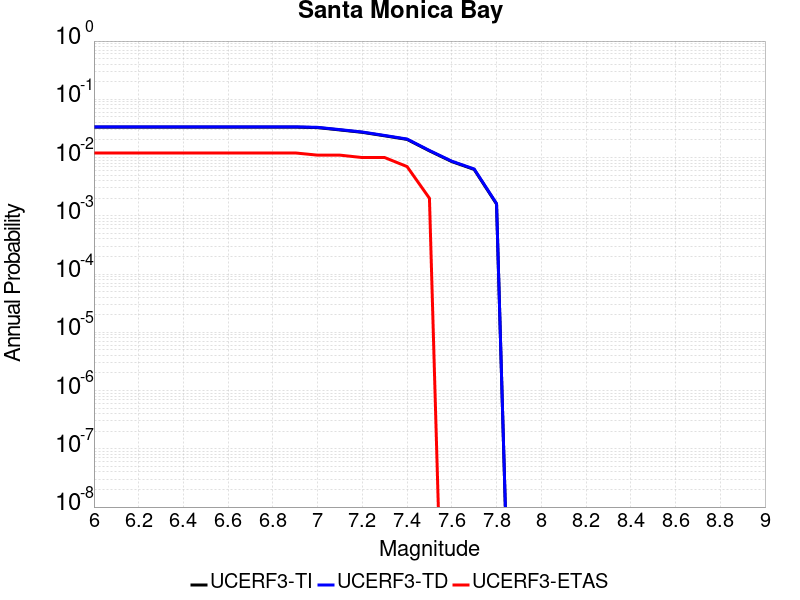 Santa Monica Bay
10^0
10^-1
10^-2
10^-3
10^-4
10^-5
10^-6
10^-7
10^-8
Annual Probability
6 6.2 6.4 6.6 6.8 7 7.2 7.4 7.6 7.8 8 8.2 8.4 8.6 8.8 9
Magnitude
UCERF3-TI UCERF3-TD UCERF3-ETAS